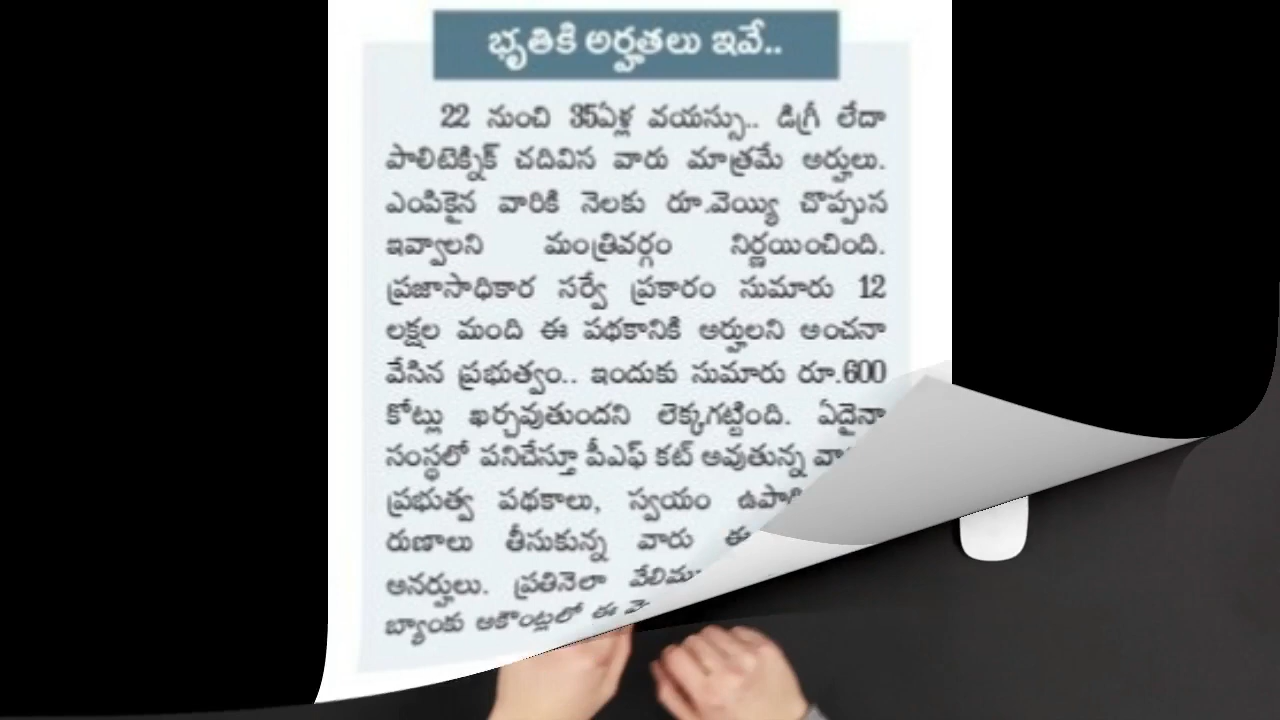 భృతికి అర్హతలు ఇవే..
22 నుంచి 35ఏళ్ల వయస్సు.. డిగ్రీ లేదా
పాలిటెక్నిక్ చదివిన వారు మాత్రమే అర్హులు.
ఎంపికైన వారికి నెలకు రూ.వెయ్యి చొప్పున
ఇవ్వాలని మంత్రివర్గం నిర్ణయించింది.
ప్రజాసాధికార సర్వే ప్రకారం సుమారు 12
లక్షల మంది ఈ పథకానికి అర్హులని అంచనా
వేసిన ప్రభుత్వం.. ఇందుకు సుమారు రూ.600
కోట్లు ఖర్చవుతుందని లెక్కగట్టింది. ఏదైనా
సంస్థలో పనిచేస్తూ పీఎఫ్ కట్ అవుతున్న
ప్రభుత్వ పథకాలు, స్వయం
రుణాలు తీసుకున్న వారు ఈ
అనర్హులు. ప్రతినెలా
బ్యాంకు అకౌంట్లలో ఈ